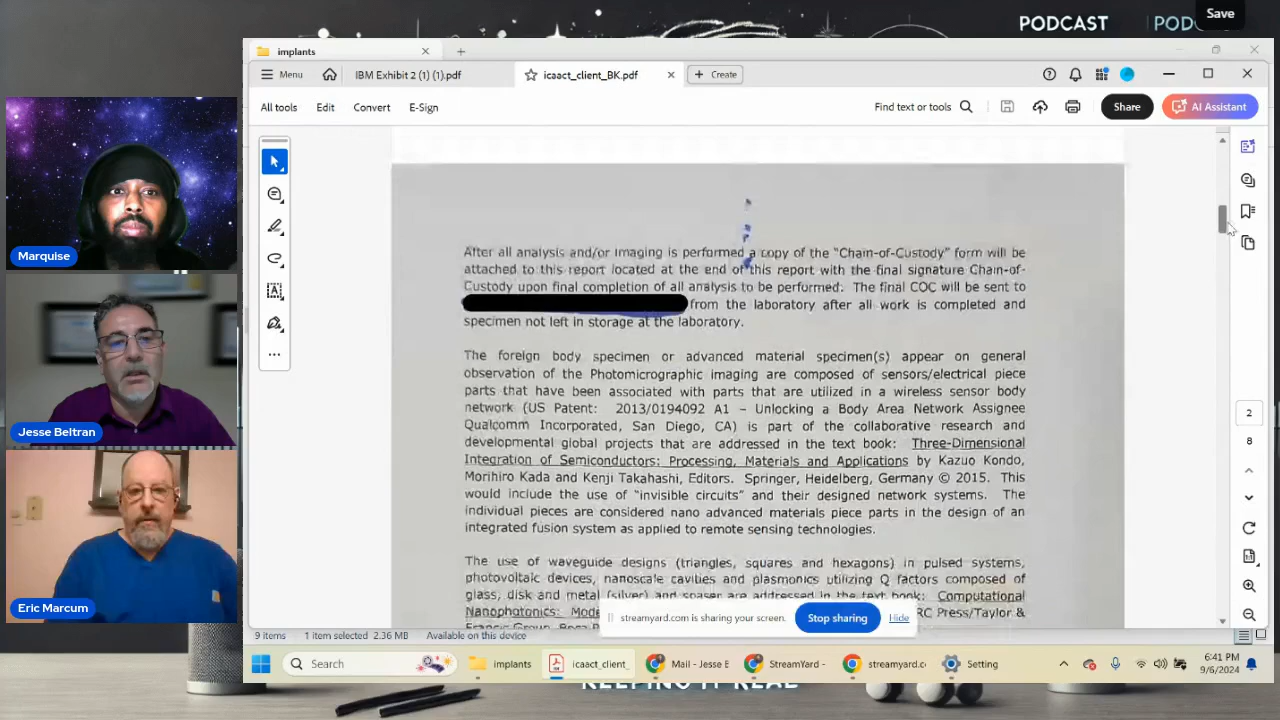 PODCAST
Save
implants
Menu
IBM Exhibit 2 (1) (1).pdf
icaact_client_BK.pdf
Create
All tools
Edit
Convert
E-Sign
Find text or tools
Share
AI Assistant
Marquise
Jesse Beltran
Eric Marcum
After all analysis and/or imaging is performed a copy of the “Chain-of-Custody” form will be
attached to this report located at the end of this report with the final signature Chain-of-
Custody upon final completion of all analysis to be performed. The final COC will be sent to
from the laboratory after all work is completed and
specimen not left in storage at the laboratory.
The foreign body specimen or advanced material specimen(s) appear on general
observation of the Photomicrographic imaging are composed of sensors/electrical piece
parts that have been associated with parts that are utilized in a wireless sensor body
network (US Patent: 2013/0194092 A1 – Unlocking a Body Area Network Assignee
Qualcomm Incorporated, San Diego, CA) is part of the collaborative research and
developmental global projects that are addressed in the text book: Three-Dimensional
Integration of Semiconductors: Processing, Materials and Applications by Kazuo Kondo,
Morihiro Kada and Kenji Takahashi, Editors. Springer, Heidelberg, Germany © 2015. This
would include the use of “invisible circuits” and their designed network systems. The
individual pieces are considered nano advanced materials piece parts in the design of an
integrated fusion system as applied to remote sensing technologies.
The use of waveguide designs (triangles, squares and hexagons) in pulsed systems,
photovoltaic devices, nanoscale cavities and plasmonics utilizing Q factors composed of
glass, disk and metal (silver) and spaser are addressed in the text book: Computational
Nanophotonics: Mode
RC Press/Taylor &
2
8
streamyard.com is sharing your screen.
Stop sharing
Hide
9 items
1 item selected 2.36 MB
Available on this device
Search
implants
icaact_client_
Mail - Jesse B
StreamYard -
streamyard.co
Setting
6:41 PM
9/6/2024
KEEPING IT REAL